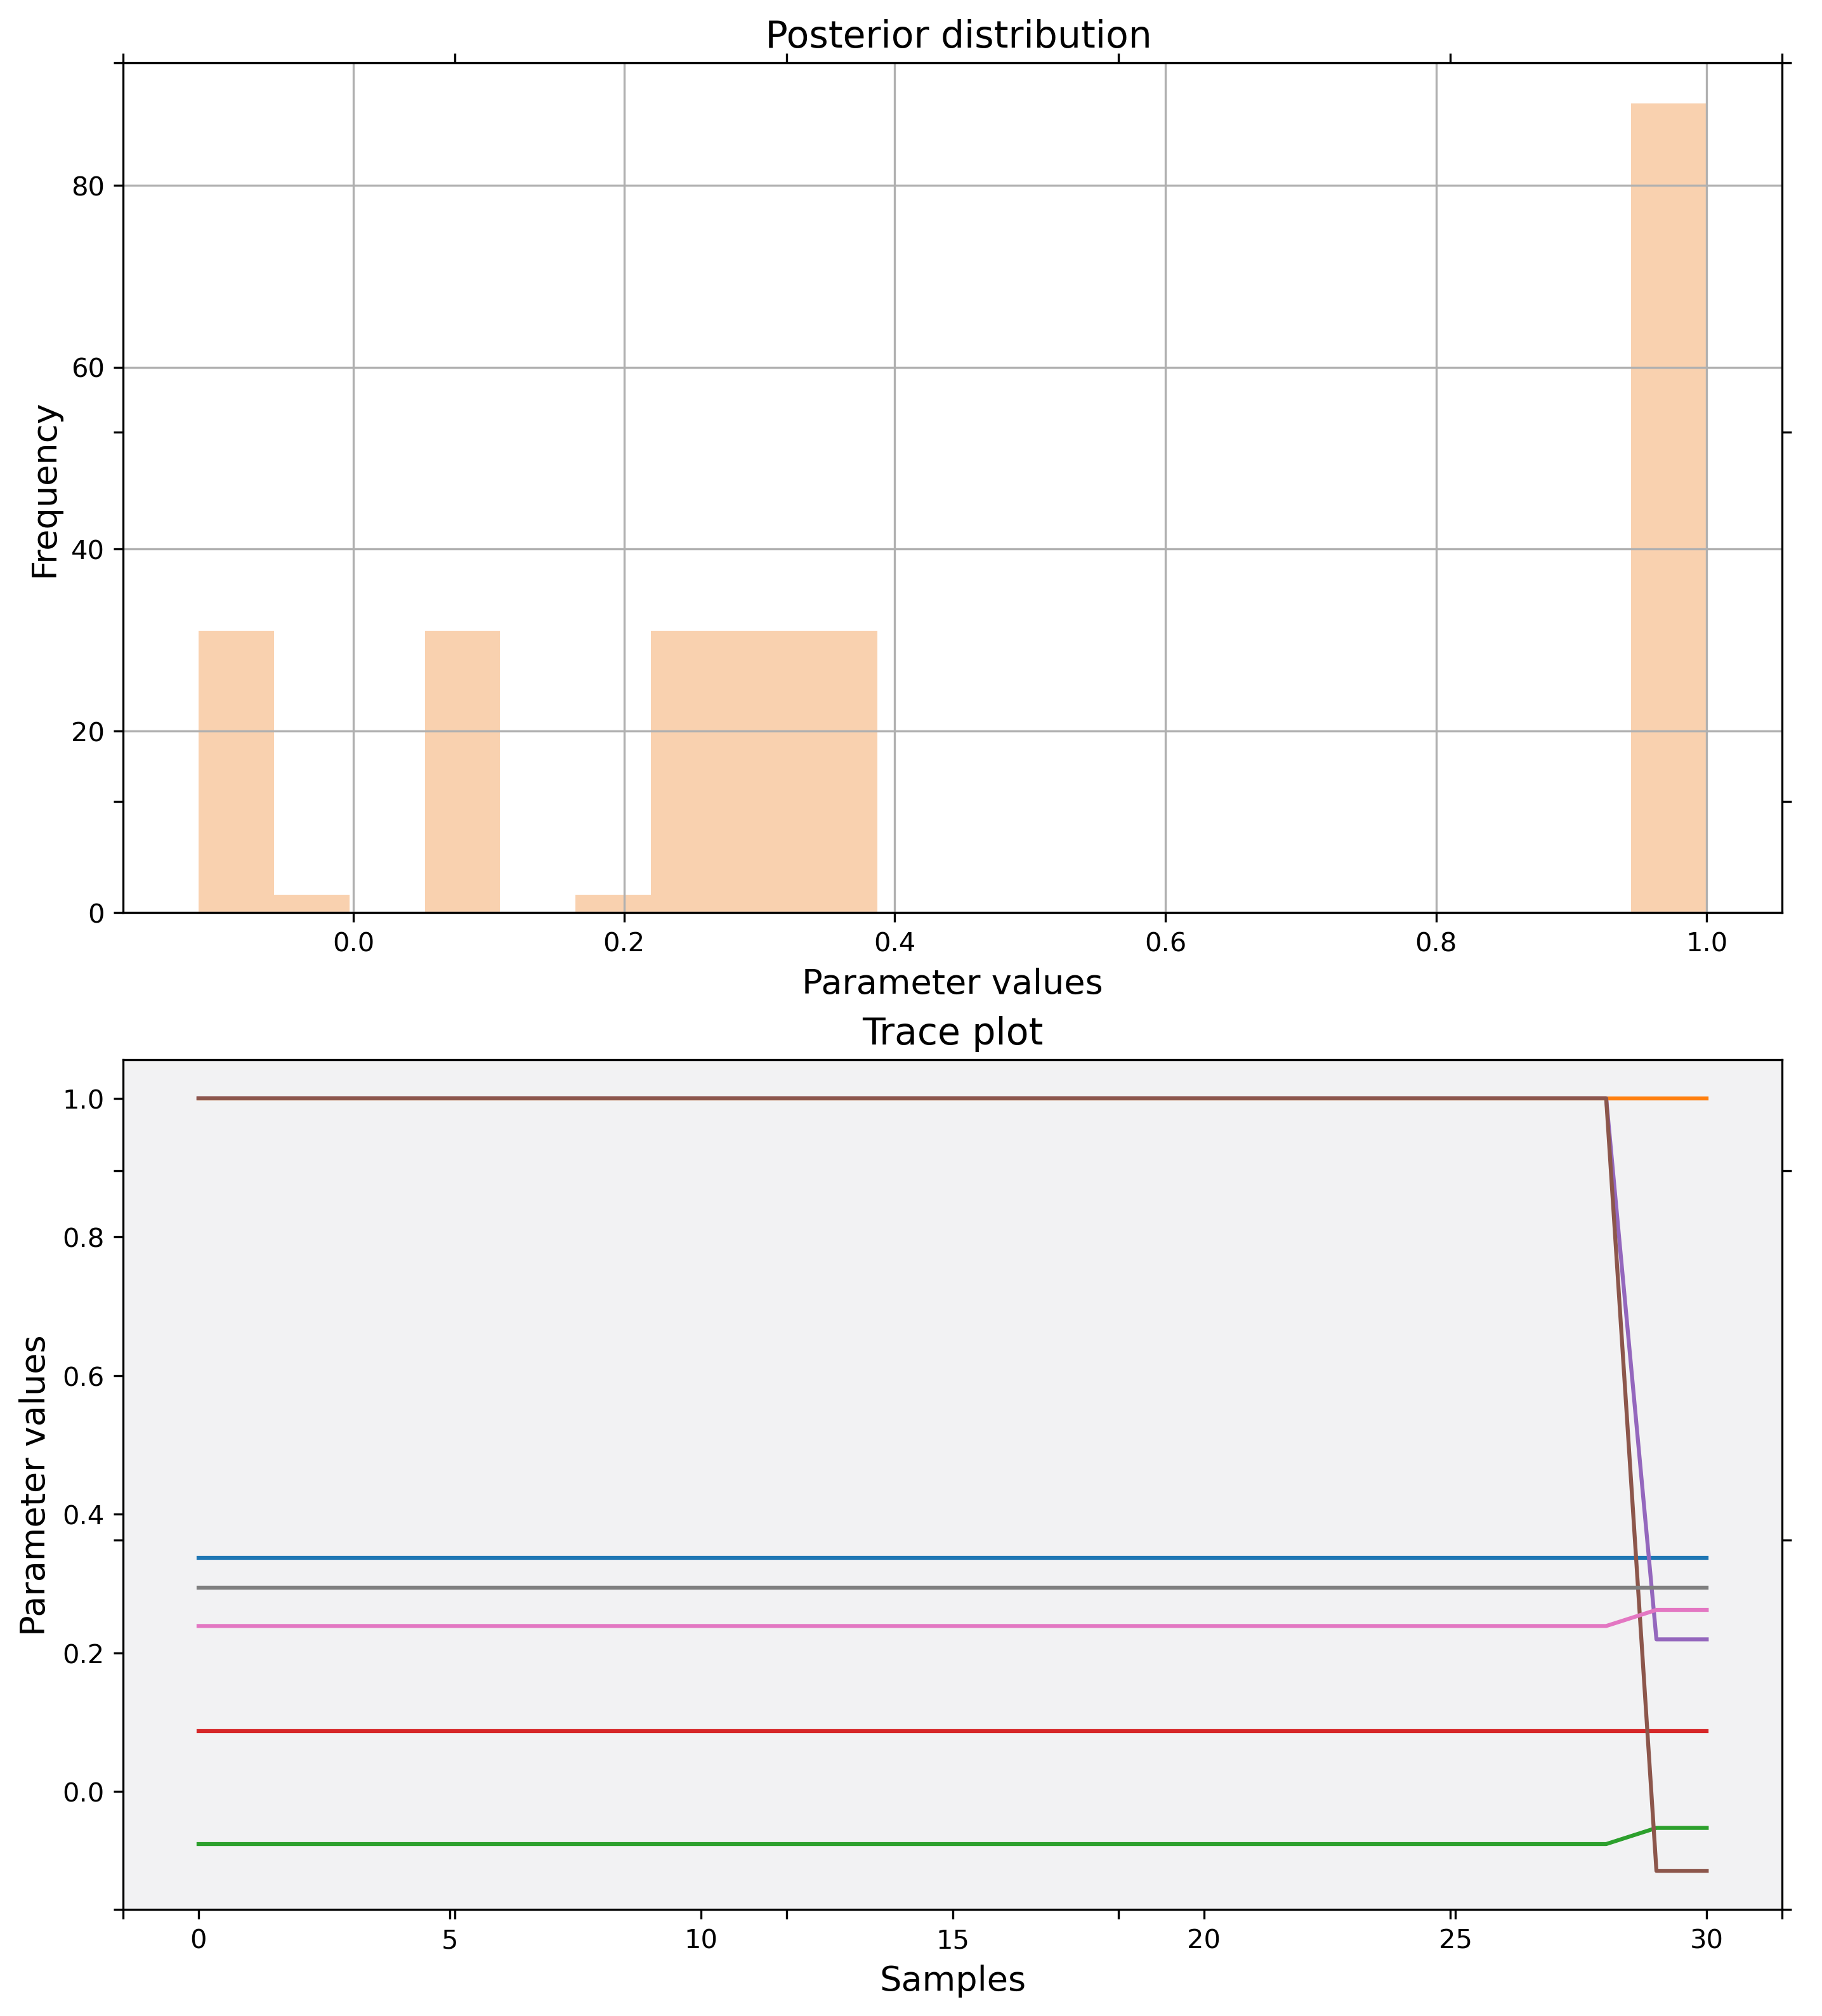 Posterior distribution
80
60
40
20
0
Frequency
0.0 0.2 0.4 0.6 0.8 1.0
Parameter values
Trace plot
1.0
0.8
0.6
0.4
0.2
0.0
Parameter values
0 5 10 15 20 25 30
Samples